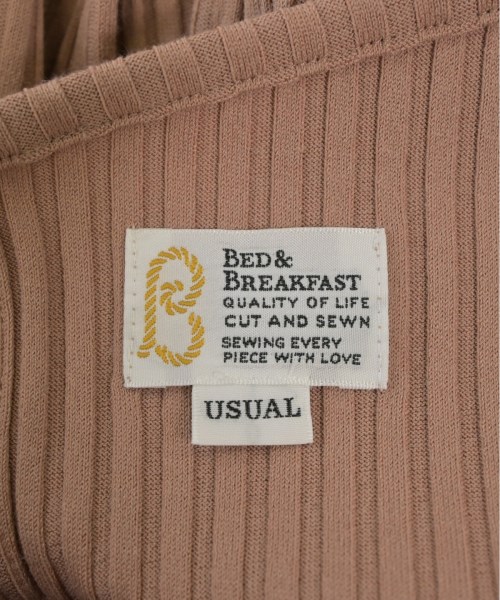 BED &
BREAKFAST
QUALITY OF LIFE
CUT AND SEWN
SEWING EVERY
PIECE WITH LOVE
USUAL